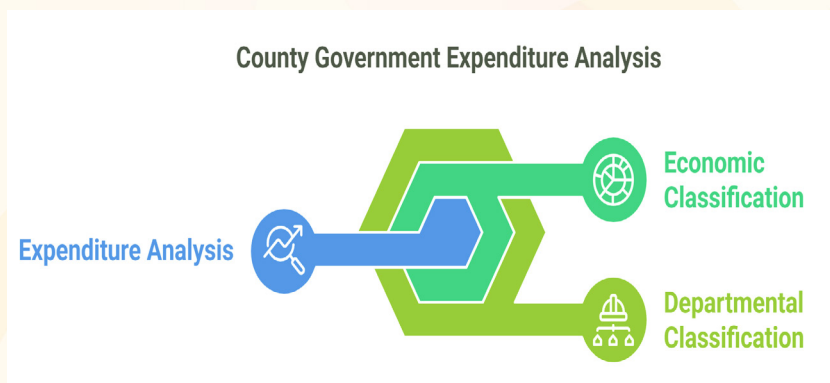 County Government Expenditure Analysis
Economic
Classification
Expenditure Analysis
Departmental
Classification